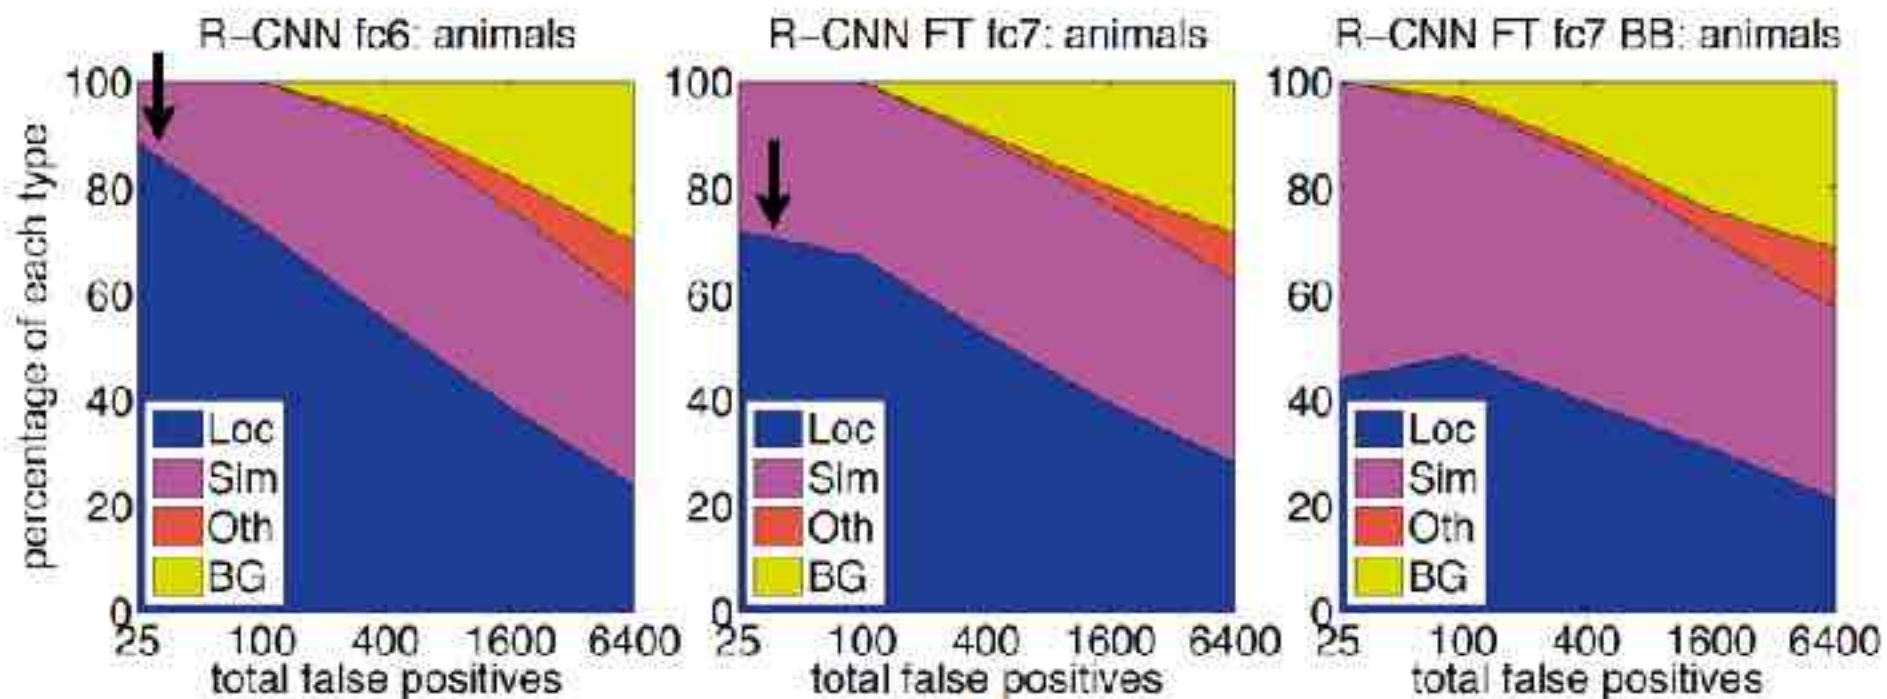 R-CNN fc6: animals
percentage of each type
100
80
60
40
20
0
Loc
Sim
Oth
BG
25 100 400 1600 6400
total false positives
R-CNN FT fc7: animals
100
80
60
40
20
0
Loc
Sim
Oth
BG
25 100 400 1600 6400
total false positives
R-CNN FT fc7 BB: animals
100
80
60
40
20
0
Loc
Sim
Oth
BG
25 100 400 1600 6400
total false positives